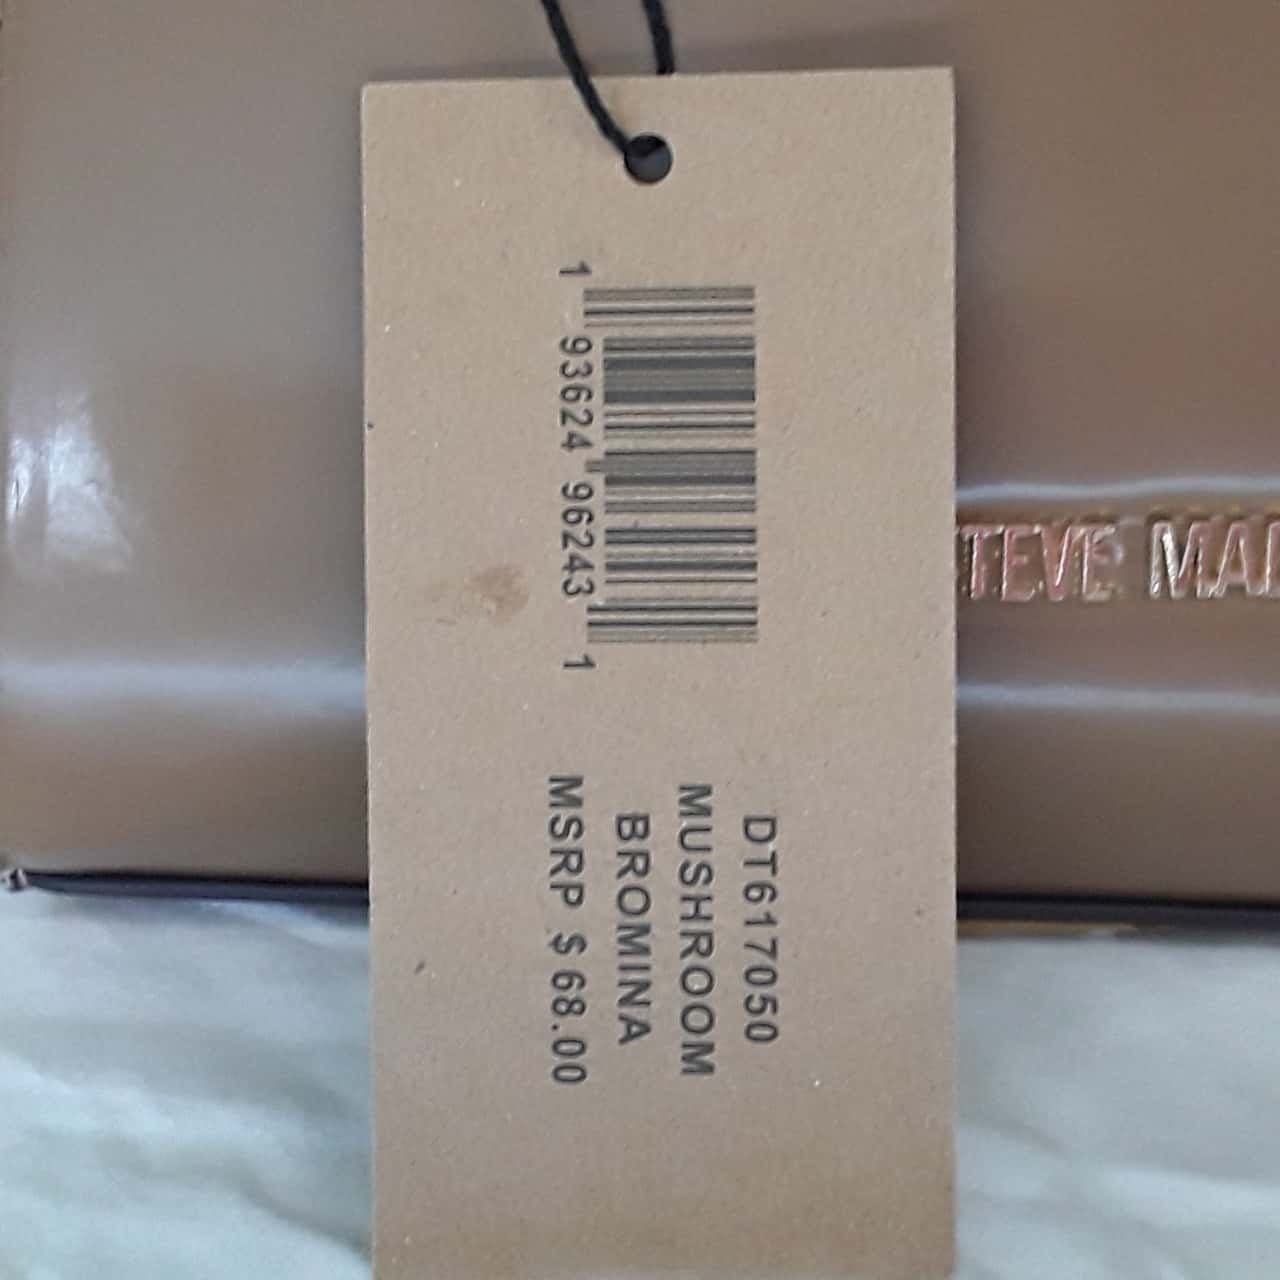 1 93624 96243 1
DT617050
MUSHROOM
BROMINA
MSRP $ 68.00
TEVE MA